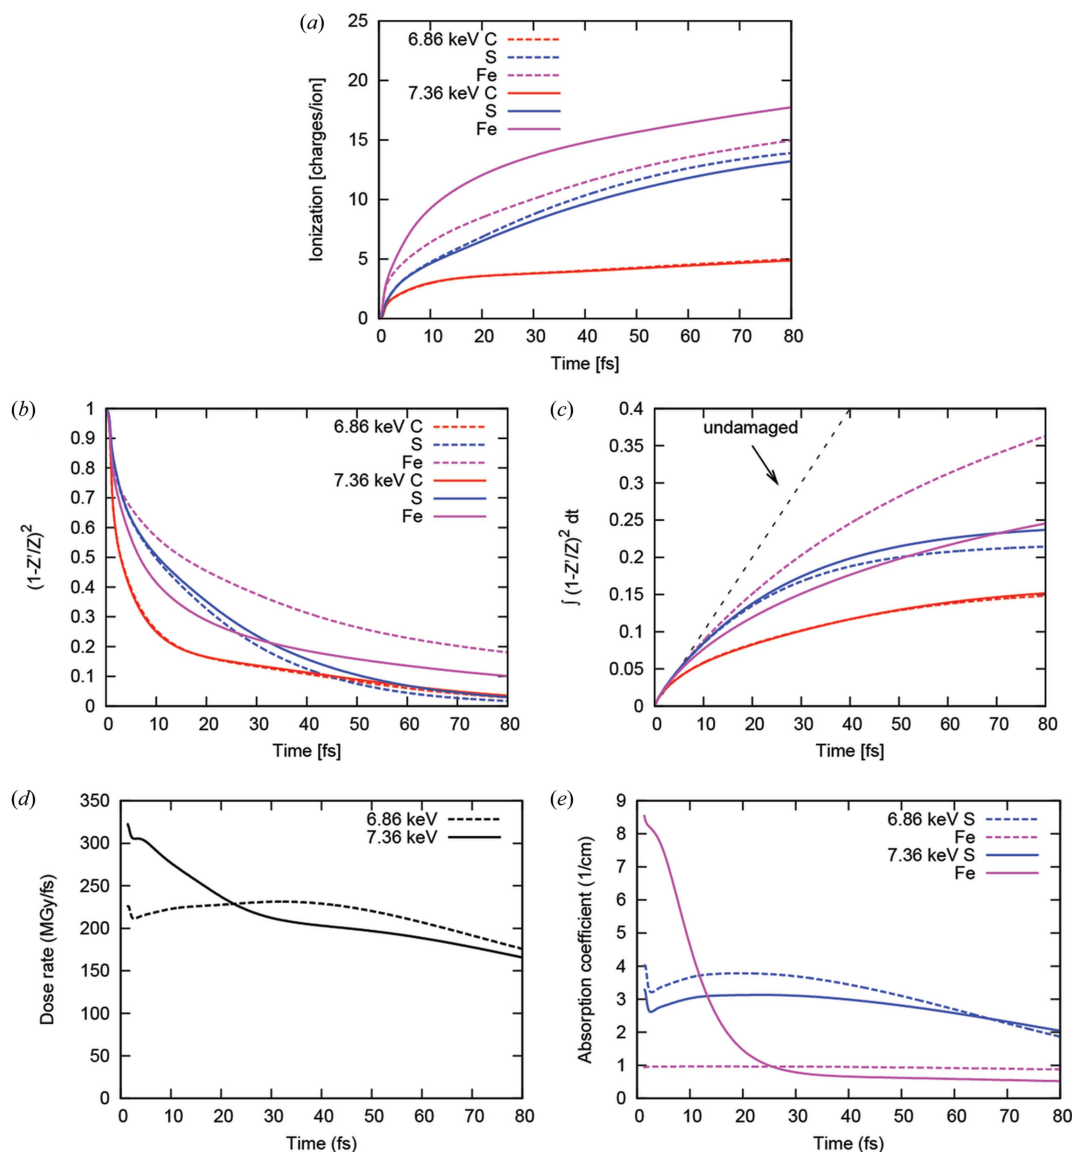 (a)
25
20
15
10
5
0
Ionization [charges/ion]
6.86 keV C
S
Fe
7.36 keV C
S
Fe
0 10 20 30 40 50 60 70 80
Time [fs]
(b)
1
0.9
0.8
0.7
0.6
0.5
0.4
0.3
0.2
0.1
0
(1-Z'/Z)²
6.86 keV C
S
Fe
7.36 keV C
S
Fe
0 10 20 30 40 50 60 70 80
Time [fs]
(c)
0.4
0.35
0.3
0.25
0.2
0.15
0.1
0.05
0
∫ (1-Z'/Z)² dt
undamaged
0 10 20 30 40 50 60 70 80
Time [fs]
(d)
350
300
250
200
150
100
50
0
Dose rate (MGy/fs)
6.86 keV
7.36 keV
0 10 20 30 40 50 60 70 80
Time (fs)
(e)
9
8
7
6
5
4
3
2
1
0
Absorption coefficient (1/cm)
6.86 keV S
Fe
7.36 keV S
Fe
0 10 20 30 40 50 60 70 80
Time (fs)